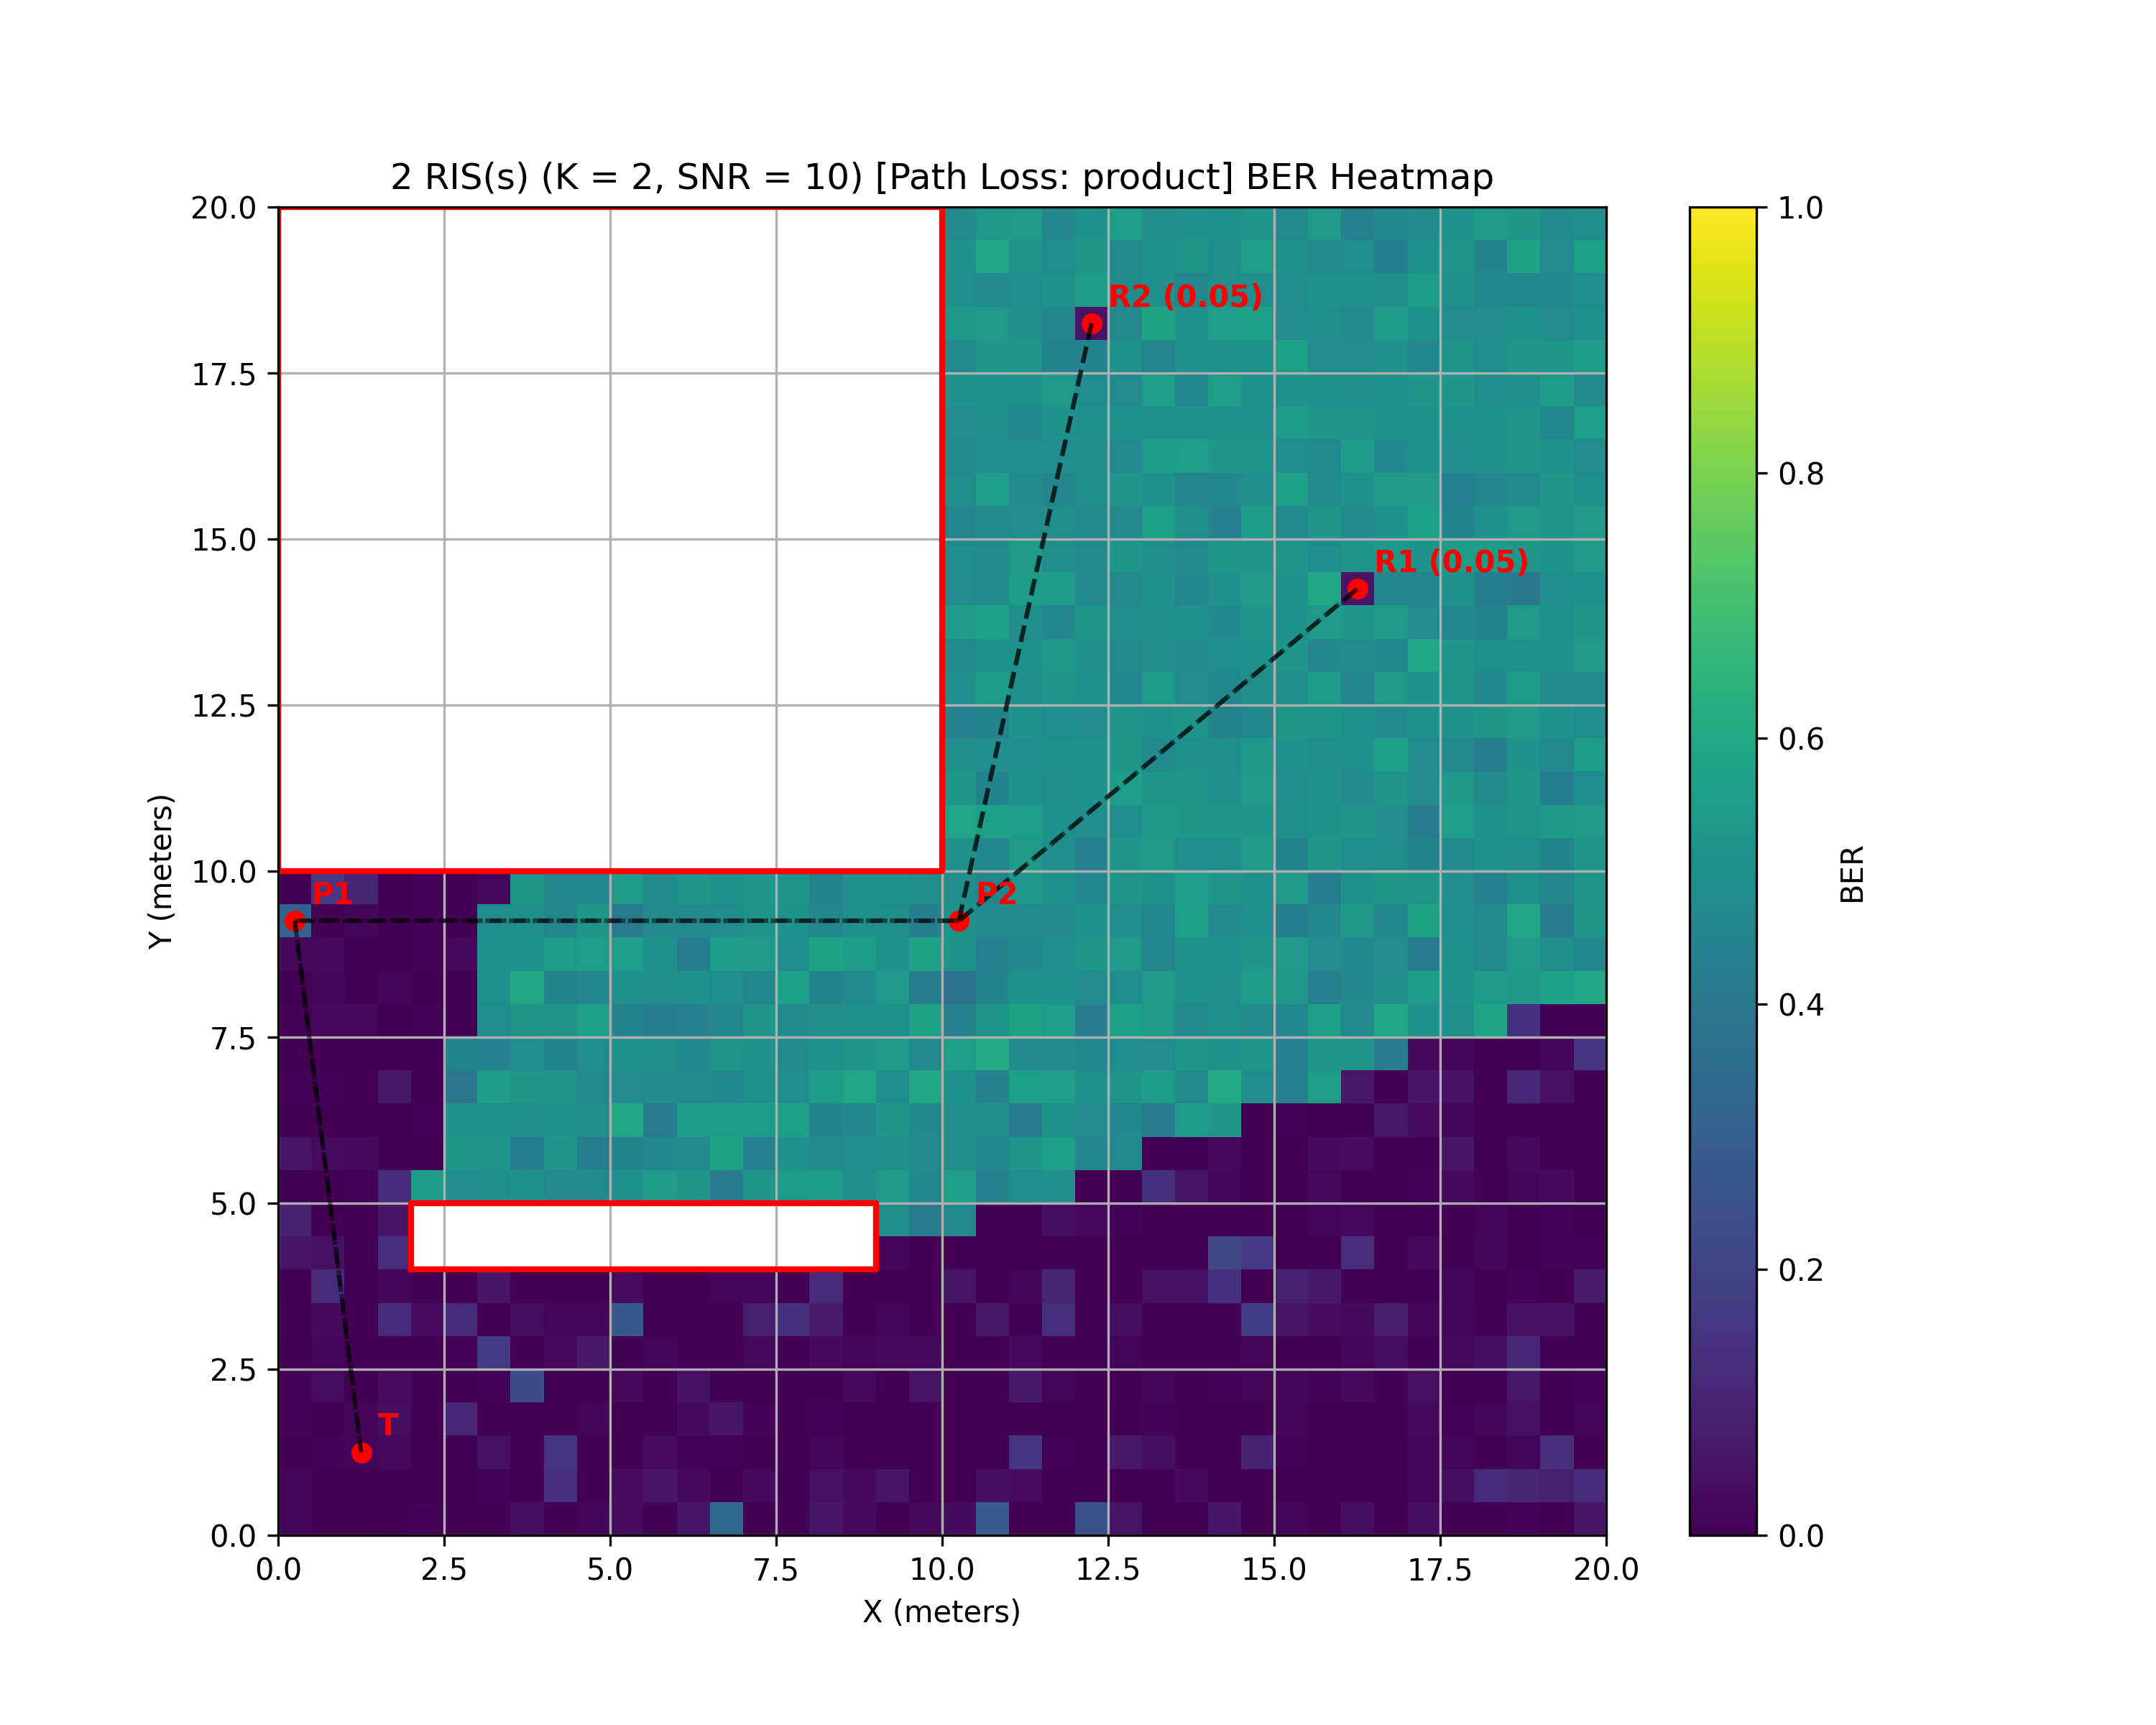 2 RIS(s) (K = 2, SNR = 10) [Path Loss: product] BER Heatmap
20.0
17.5
15.0
12.5
10.0
7.5
5.0
2.5
0.0
Y (meters)
R2 (0.05)
R1 (0.05)
P1
P2
T
0.0 2.5 5.0 7.5 10.0 12.5 15.0 17.5 20.0
X (meters)
1.0
0.8
0.6
0.4
0.2
0.0
BER